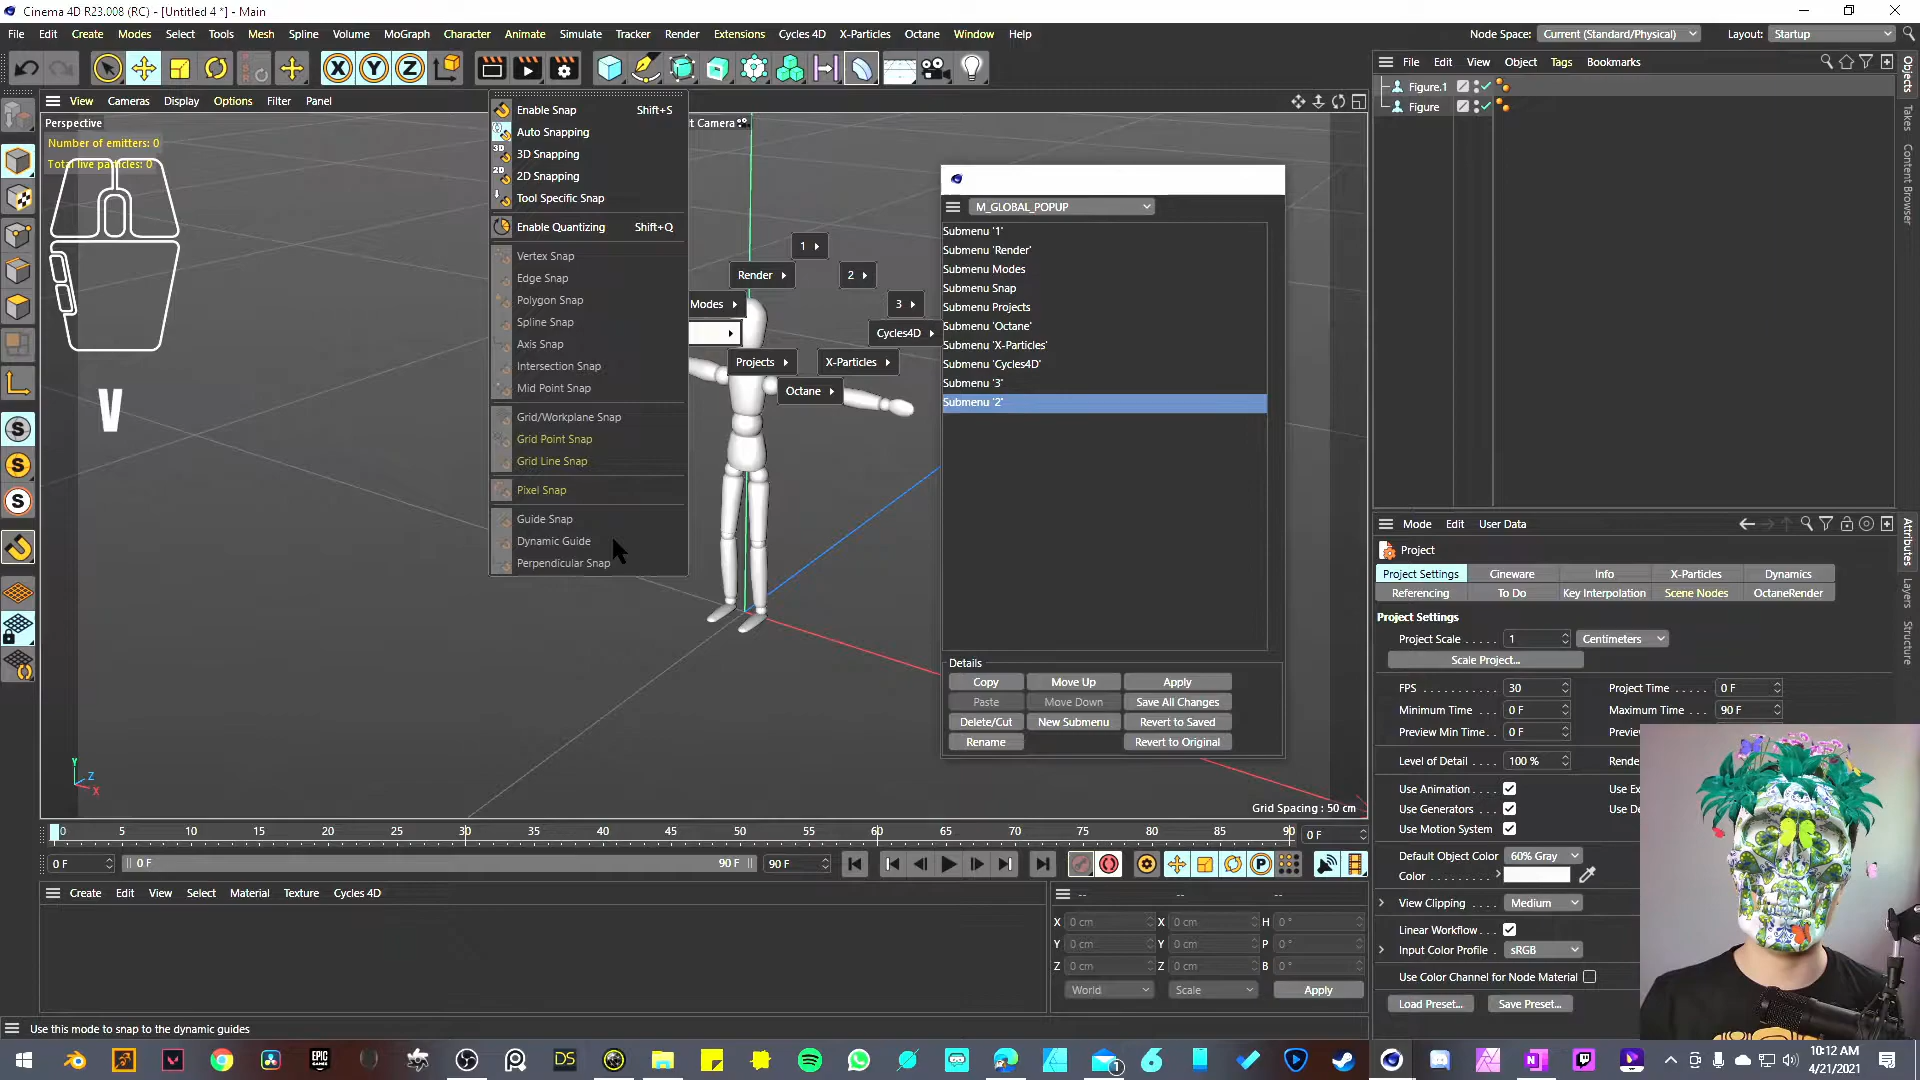 Cinema 4D R23.008 (RC) - [Untitled 4 *] - Main
File Edit Create Modes Select Tools Mesh Spline Volume MoGraph Character Animate Simulate Tracker Render Extensions Cycles 4D X-Particles Octane Window Help
Node Space: Current (Standard/Physical) Layout: Startup
View Cameras Display Options Filter Panel
Perspective
t Camera
Number of emitters: 0
Total live particles: 0
V
Enable Snap Shift+S
Auto Snapping
3D Snapping
2D Snapping
Tool Specific Snap
Enable Quantizing Shift+Q
Vertex Snap
Edge Snap
Polygon Snap
Spline Snap
Axis Snap
Intersection Snap
Mid Point Snap
Grid/Workplane Snap
Grid Point Snap
Grid Line Snap
Pixel Snap
Guide Snap
Dynamic Guide
Perpendicular Snap
1
Render
2
Modes
3
Cycles4D
Projects
X-Particles
Octane
M_GLOBAL_POPUP
Submenu '1'
Submenu 'Render'
Submenu Modes
Submenu Snap
Submenu Projects
Submenu 'Octane'
Submenu 'X-Particles'
Submenu 'Cycles4D'
Submenu '3'
Submenu '2'
Details
Copy Move Up Apply
Paste Move Down Save All Changes
Delete/Cut New Submenu Revert to Saved
Rename Revert to Original
Y
Z
X
Grid Spacing : 50 cm
0 5 10 15 20 25 30 35 40 45 50 55 60 65 70 75 80 85 90 0 F
0 F 0 F 90 F 90 F
Create Edit View Select Material Texture Cycles 4D
-- -- --
X 0 cm X 0 cm H 0 °
Y 0 cm Y 0 cm P 0 °
Z 0 cm Z 0 cm B 0 °
World Scale Apply
Use this mode to snap to the dynamic guides
File Edit View Object Tags Bookmarks
Figure.1
Figure
Objects
Takes
Content Browser
Mode Edit User Data
Project
Project Settings Cineware Info X-Particles Dynamics
Referencing To Do Key Interpolation Scene Nodes OctaneRender
Project Settings
Project Scale . . . . . 1 Centimeters
Scale Project...
FPS . . . . . . . . . . . 30 Project Time . . 0 F
Minimum Time . . . 0 F Maximum Time . . . 90 F
Preview Min Time. . 0 F Previe
Level of Detail . . . . 100 % Rende
Use Animation . . . . Use Ex
Use Generators . . . Use De
Use Motion System
Default Object Color 60% Gray
Color . . . . . . . .
View Clipping . . . . Medium
Linear Workflow . . .
Input Color Profile . sRGB
Use Color Channel for Node Material
Load Preset... Save Preset...
Attributes
Layers
Structure
10:12 AM
4/21/2021